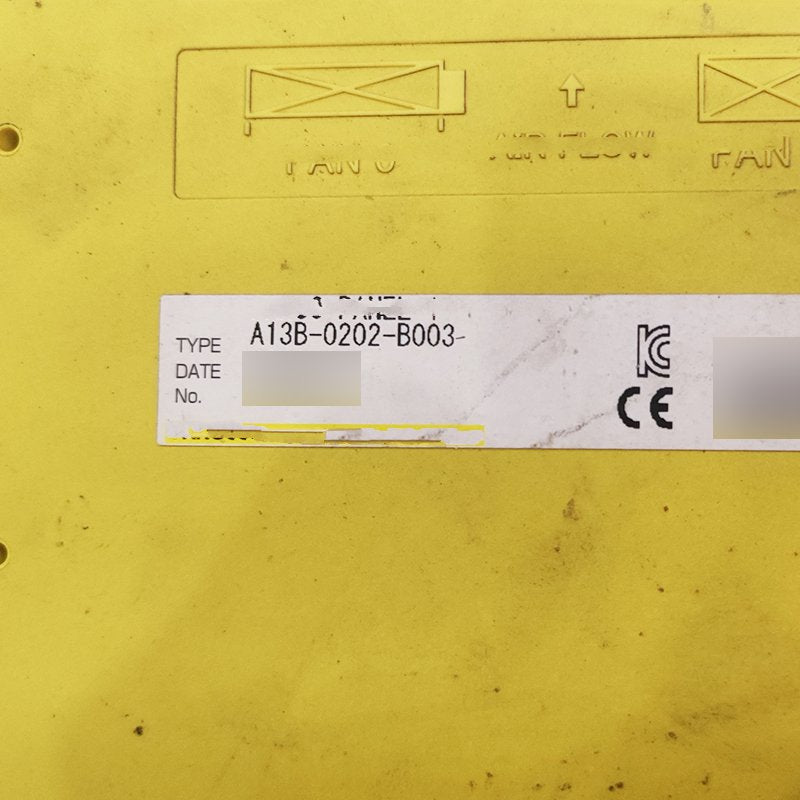 FAN 0
AIR FLOW
FAN
TYPE A13B-0202-B003
DATE
No.
CE